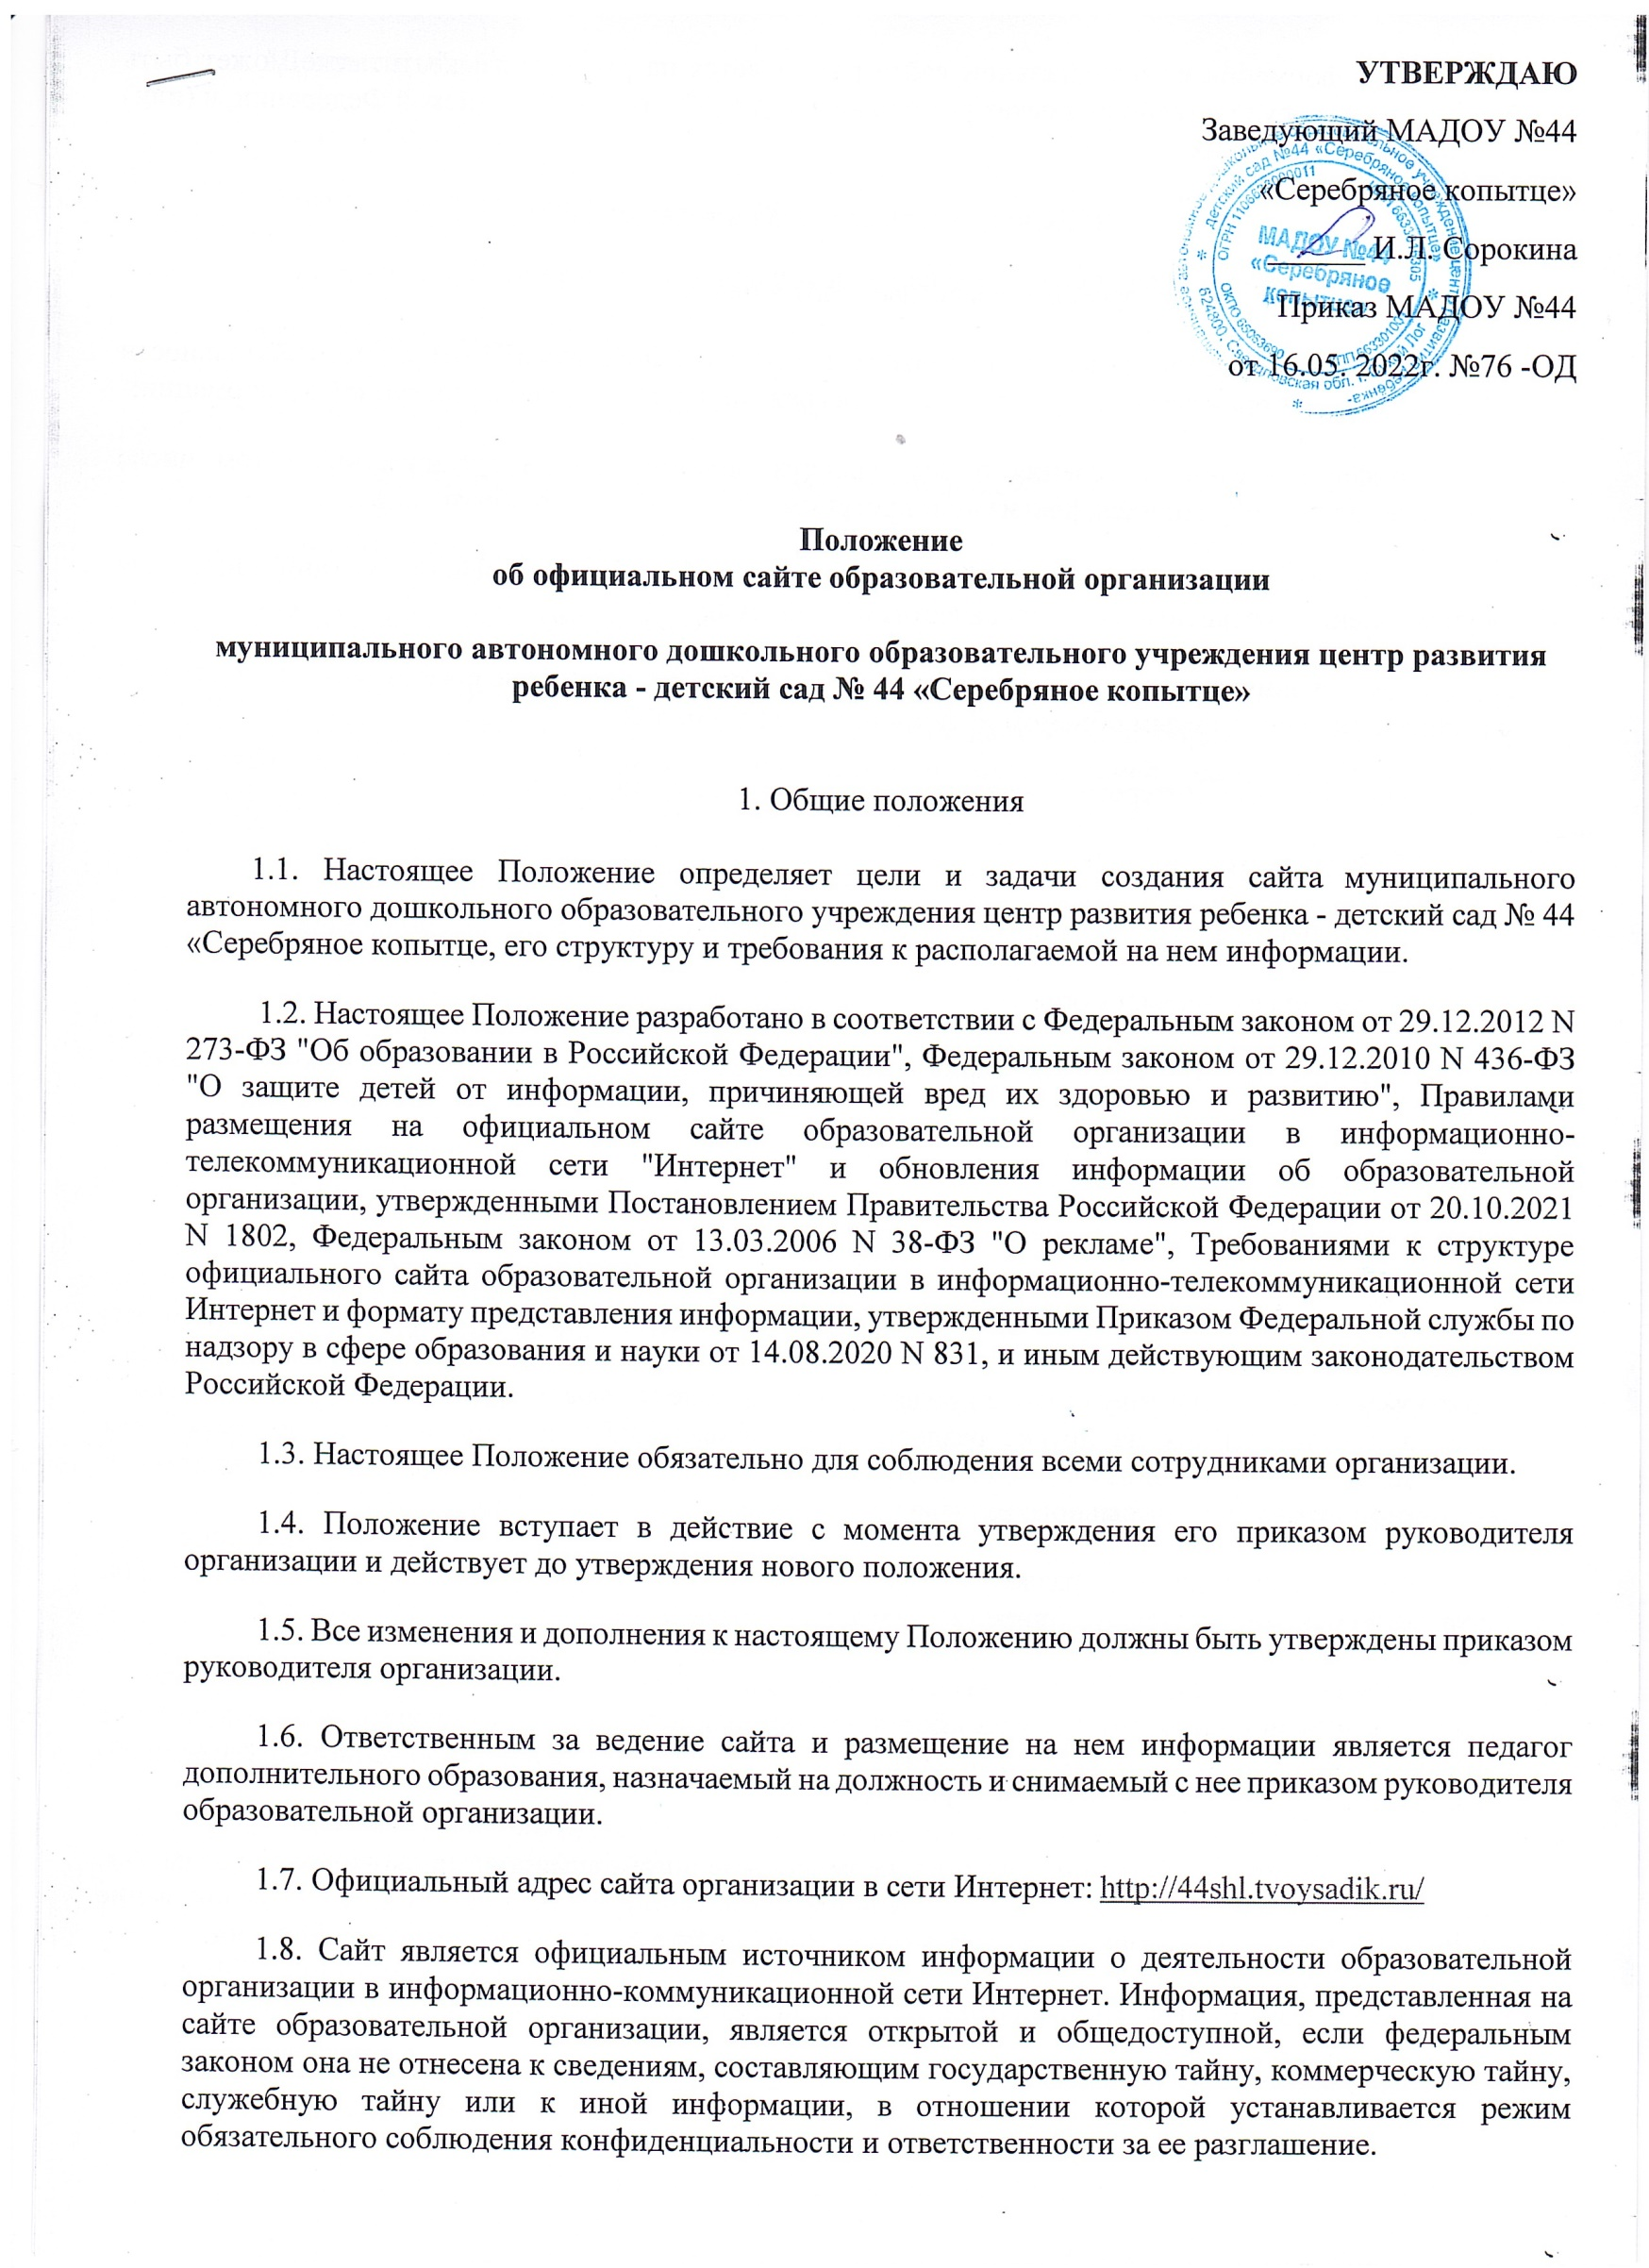 УТВЕРЖДАЮ
Заведующий МАДОУ №44
«Серебряное копытце»
И.Л. Сорокина
Приказ МАДОУ №44
от 16.05. 2022г. №76 -ОД
МАДОУ №44
«Серебряное
копытце»
Положение
об официальном сайте образовательной организации
муниципального автономного дошкольного образовательного учреждения центр развития
ребенка - детский сад № 44 «Серебряное копытце»
1. Общие положения
1.1. Настоящее Положение определяет цели и задачи создания сайта муниципального
автономного дошкольного образовательного учреждения центр развития ребенка - детский сад № 44
«Серебряное копытце, его структуру и требования к располагаемой на нем информации.
1.2. Настоящее Положение разработано в соответствии с Федеральным законом от 29.12.2012 N
273-ФЗ "Об образовании в Российской Федерации", Федеральным законом от 29.12.2010 N 436-ФЗ
"О защите детей от информации, причиняющей вред их здоровью и развитию", Правилами
размещения на официальном сайте образовательной организации в информационно-
телекоммуникационной сети "Интернет" и обновления информации об образовательной
организации, утвержденными Постановлением Правительства Российской Федерации от 20.10.2021
N 1802, Федеральным законом от 13.03.2006 N 38-ФЗ "О рекламе", Требованиями к структуре
официального сайта образовательной организации в информационно-телекоммуникационной сети
Интернет и формату представления информации, утвержденными Приказом Федеральной службы по
надзору в сфере образования и науки от 14.08.2020 N 831, и иным действующим законодательством
Российской Федерации.
1.3. Настоящее Положение обязательно для соблюдения всеми сотрудниками организации.
1.4. Положение вступает в действие с момента утверждения его приказом руководителя
организации и действует до утверждения нового положения.
1.5. Все изменения и дополнения к настоящему Положению должны быть утверждены приказом
руководителя организации.
1.6. Ответственным за ведение сайта и размещение на нем информации является педагог
дополнительного образования, назначаемый на должность и снимаемый с нее приказом руководителя
образовательной организации.
1.7. Официальный адрес сайта организации в сети Интернет: http://44shl.tvoysadik.ru/
1.8. Сайт является официальным источником информации о деятельности образовательной
организации в информационно-коммуникационной сети Интернет. Информация, представленная на
сайте образовательной организации, является открытой и общедоступной, если федеральным
законом она не отнесена к сведениям, составляющим государственную тайну, коммерческую тайну,
служебную тайну или к иной информации, в отношении которой устанавливается режим
обязательного соблюдения конфиденциальности и ответственности за ее разглашение.